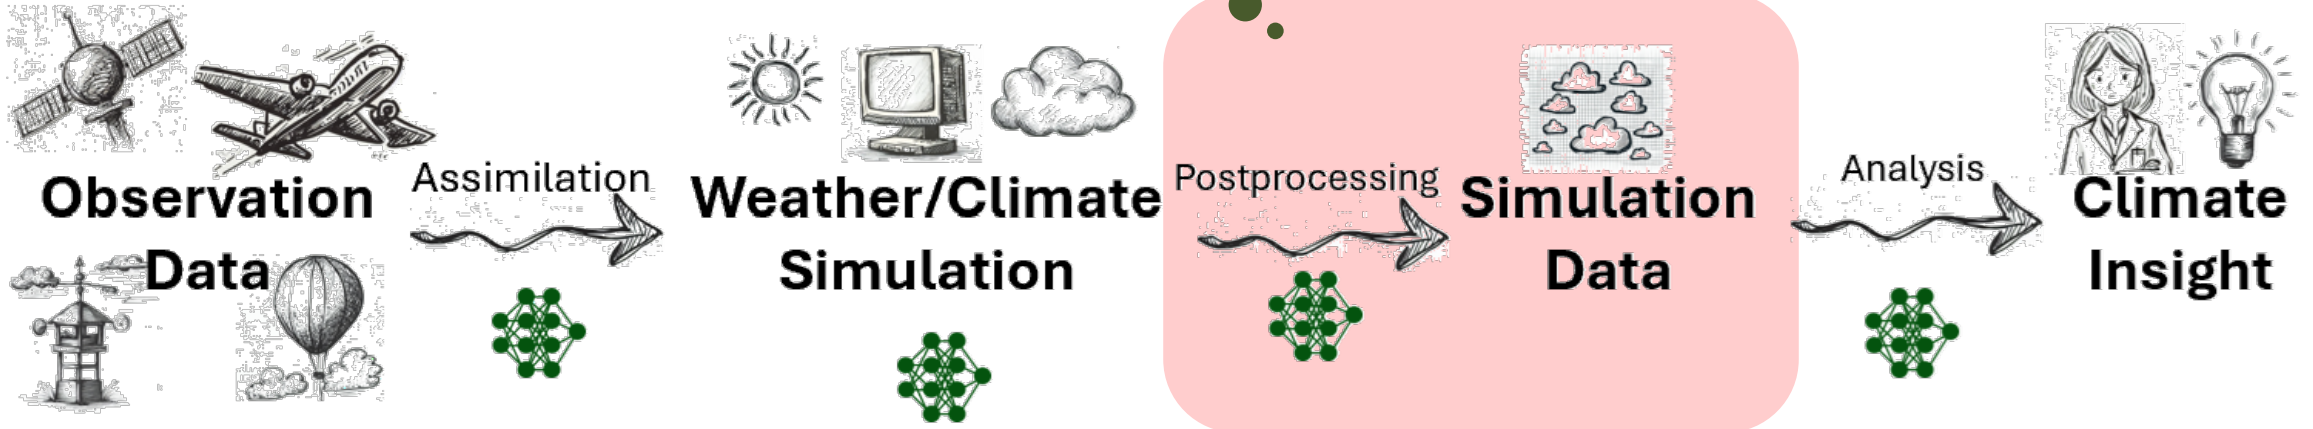 Observation
Data
Assimilation
Weather/Climate
Simulation
Postprocessing
Simulation
Data
Analysis
Climate
Insight